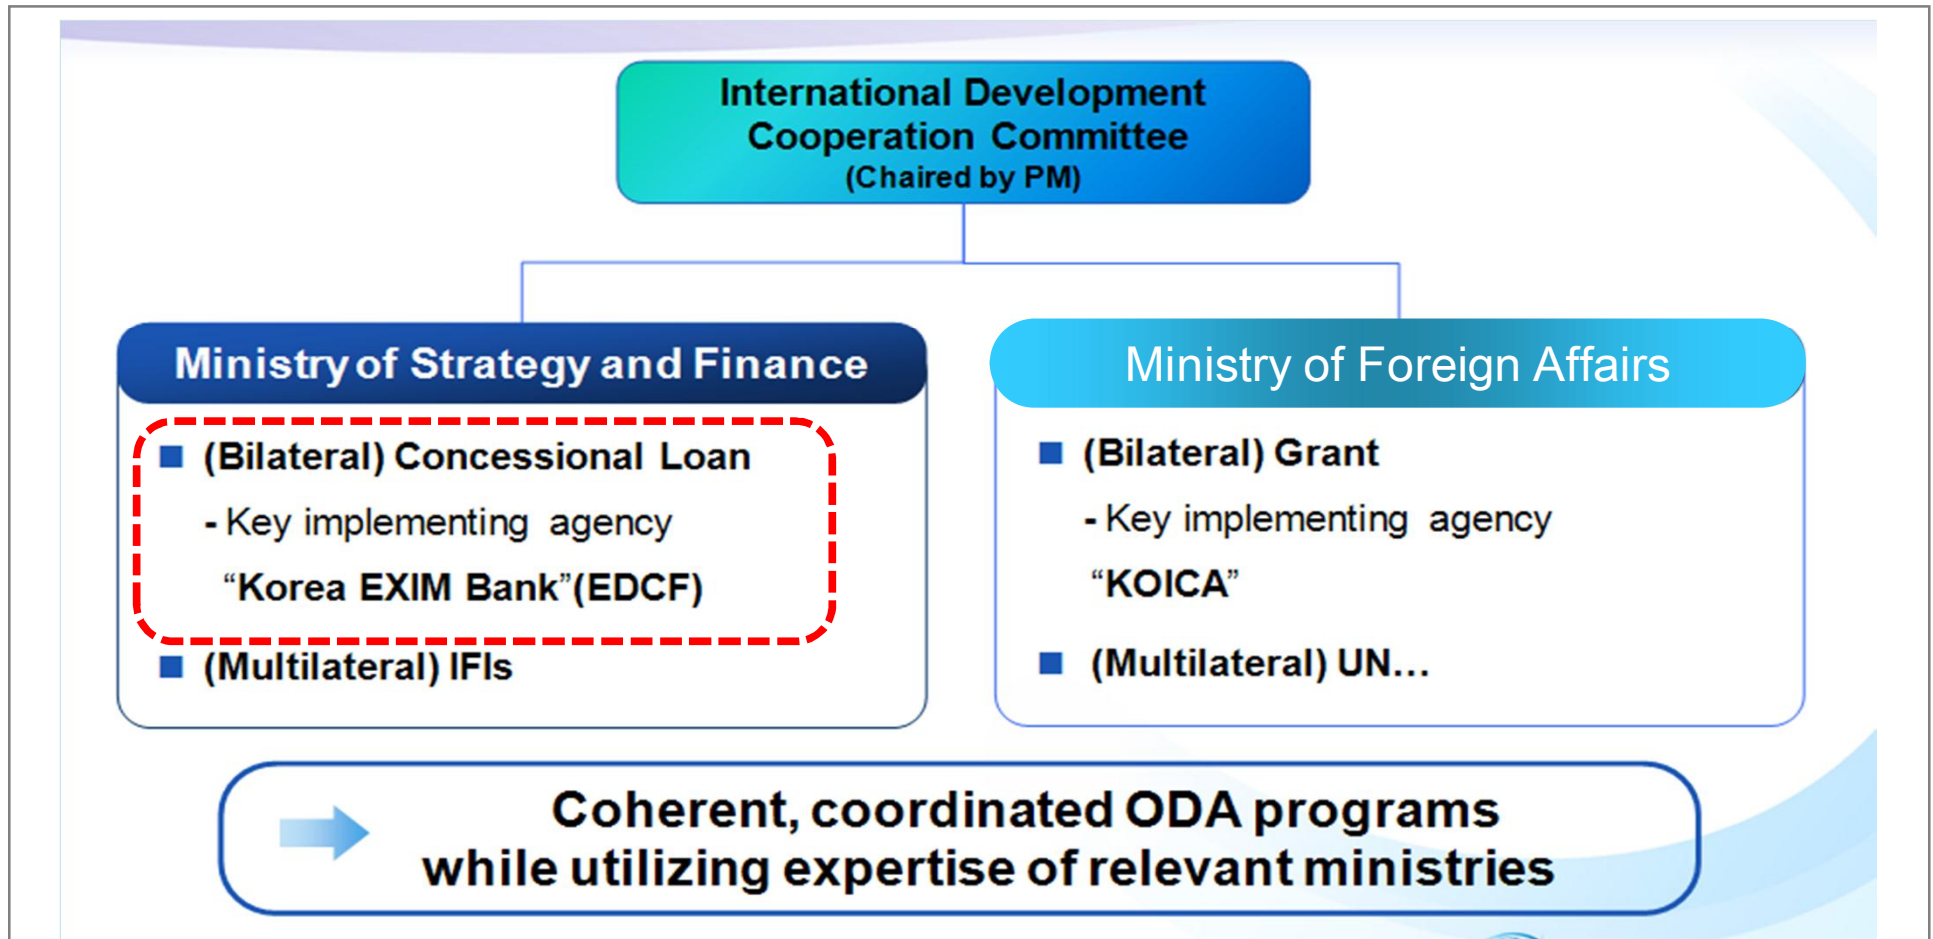 International Development
Cooperation Committee
(Chaired by PM)
Ministry of Strategy and Finance
(Bilateral) Concessional Loan
- Key implementing agency
“Korea EXIM Bank”(EDCF)
(Multilateral) IFIs
Ministry of Foreign Affairs
(Bilateral) Grant
- Key implementing agency
“KOICA”
(Multilateral) UN…
Coherent, coordinated ODA programs
while utilizing expertise of relevant ministries